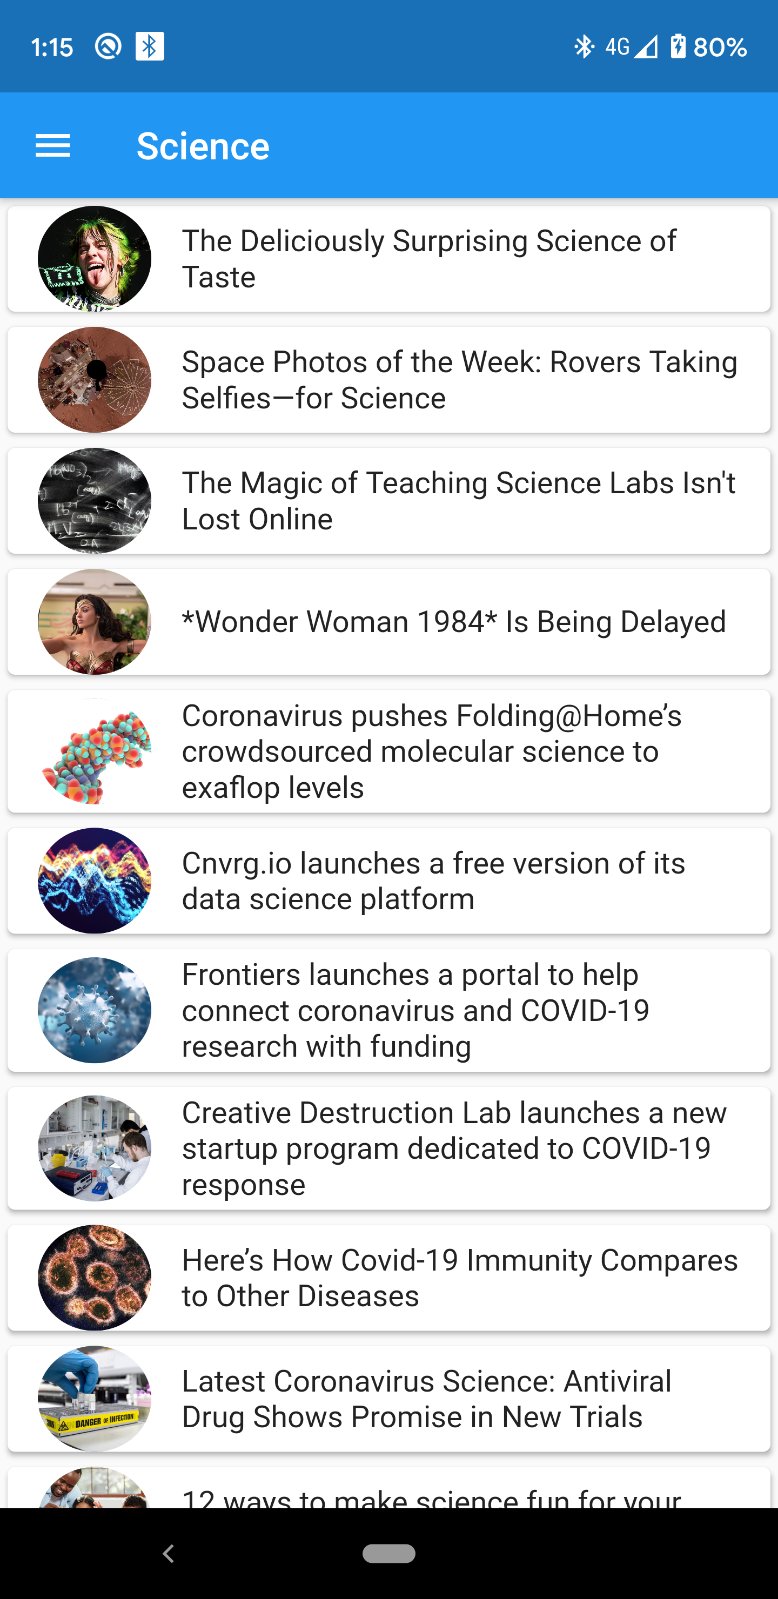 1:15
4G
80%
Science
The Deliciously Surprising Science of
Taste
Space Photos of the Week: Rovers Taking
Selfies—for Science
The Magic of Teaching Science Labs Isn't
Lost Online
*Wonder Woman 1984* Is Being Delayed
Coronavirus pushes Folding@Home’s
crowdsourced molecular science to
exaflop levels
Cnvrg.io launches a free version of its
data science platform
Frontiers launches a portal to help
connect coronavirus and COVID-19
research with funding
Creative Destruction Lab launches a new
startup program dedicated to COVID-19
response
Here’s How Covid-19 Immunity Compares
to Other Diseases
DANGER OF INFECTION
Latest Coronavirus Science: Antiviral
Drug Shows Promise in New Trials
12 ways to make science fun for your